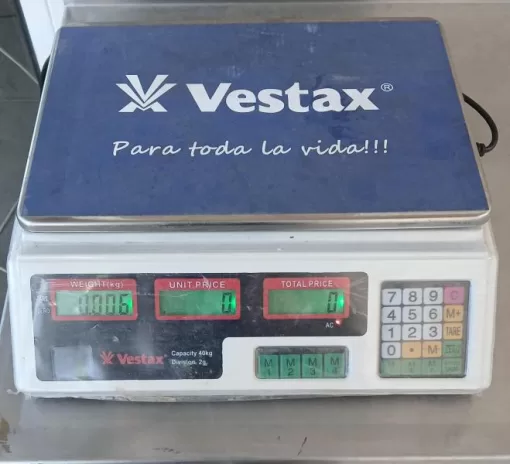 Vestax®
Para toda la vida!!!
WEIGHT(kg) UNIT.PRICE TOTAL PRICE
0.006 0 0
AC
Vestax Capacity 40kg
Division. 2g
M1 M2 M3 M4
7 8 9 C
4 5 6 M+
1 2 3 TARE
0 • M